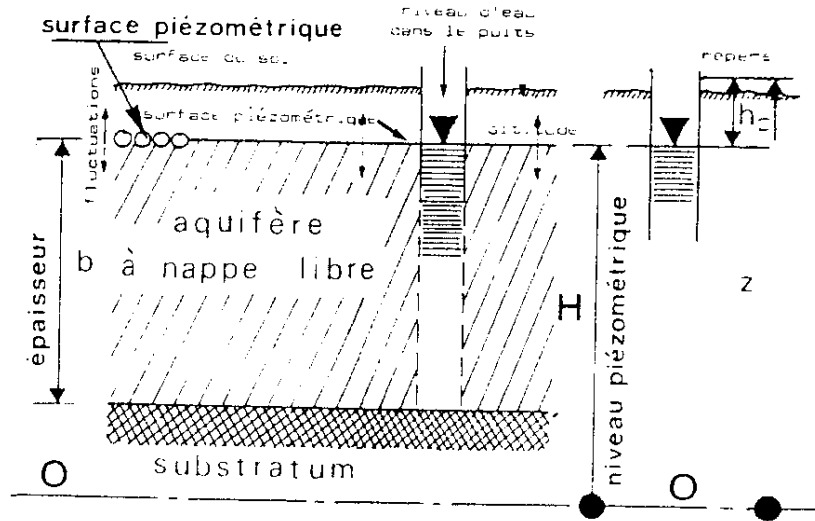 niveau d'eau
dans le puits
surface piézométrique
surface du sol
repère
fluctuations
surface piézométrique
altitude
h
aquifère
b à nappe libre
épaisseur
H
niveau piézométrique
z
substratum
O
O